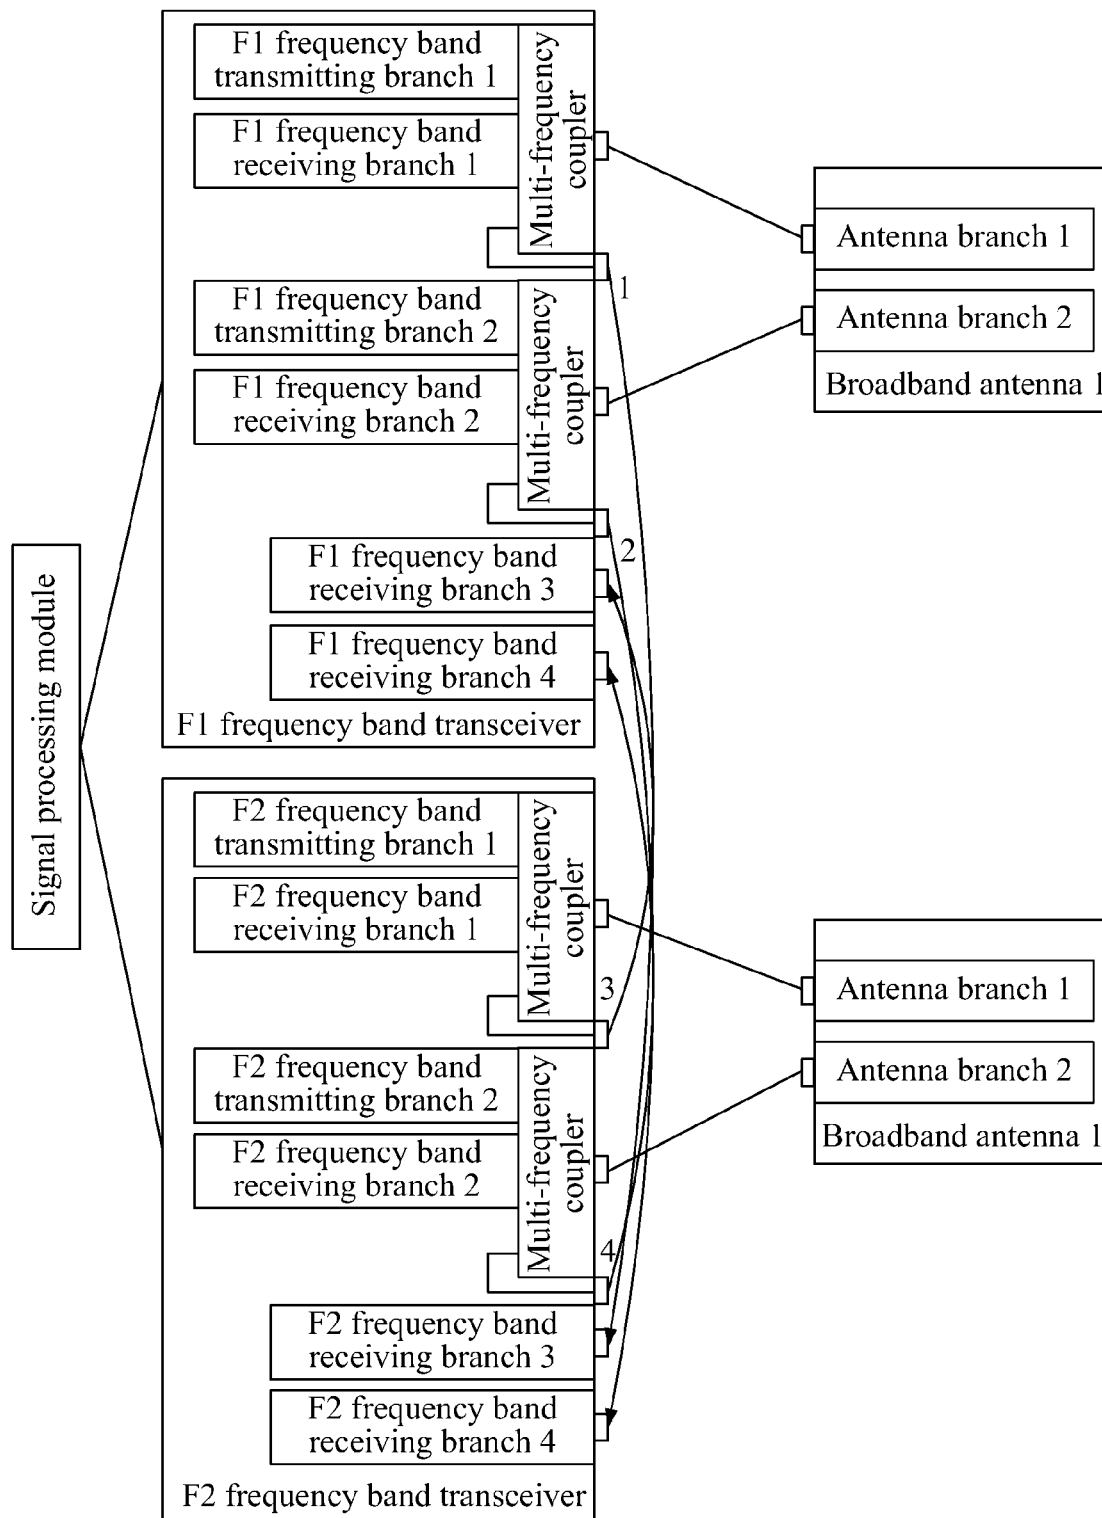 Signal processing module
F1 frequency band
transmitting branch 1
F1 frequency band
receiving branch 1
Multi-frequency
coupler
1
F1 frequency band
transmitting branch 2
F1 frequency band
receiving branch 2
Multi-frequency
coupler
2
F1 frequency band
receiving branch 3
F1 frequency band
receiving branch 4
F1 frequency band transceiver
F2 frequency band
transmitting branch 1
F2 frequency band
receiving branch 1
Multi-frequency
coupler
3
F2 frequency band
transmitting branch 2
F2 frequency band
receiving branch 2
Multi-frequency
coupler
4
F2 frequency band
receiving branch 3
F2 frequency band
receiving branch 4
F2 frequency band transceiver
Antenna branch 1
Antenna branch 2
Broadband antenna 1
Antenna branch 1
Antenna branch 2
Broadband antenna 1